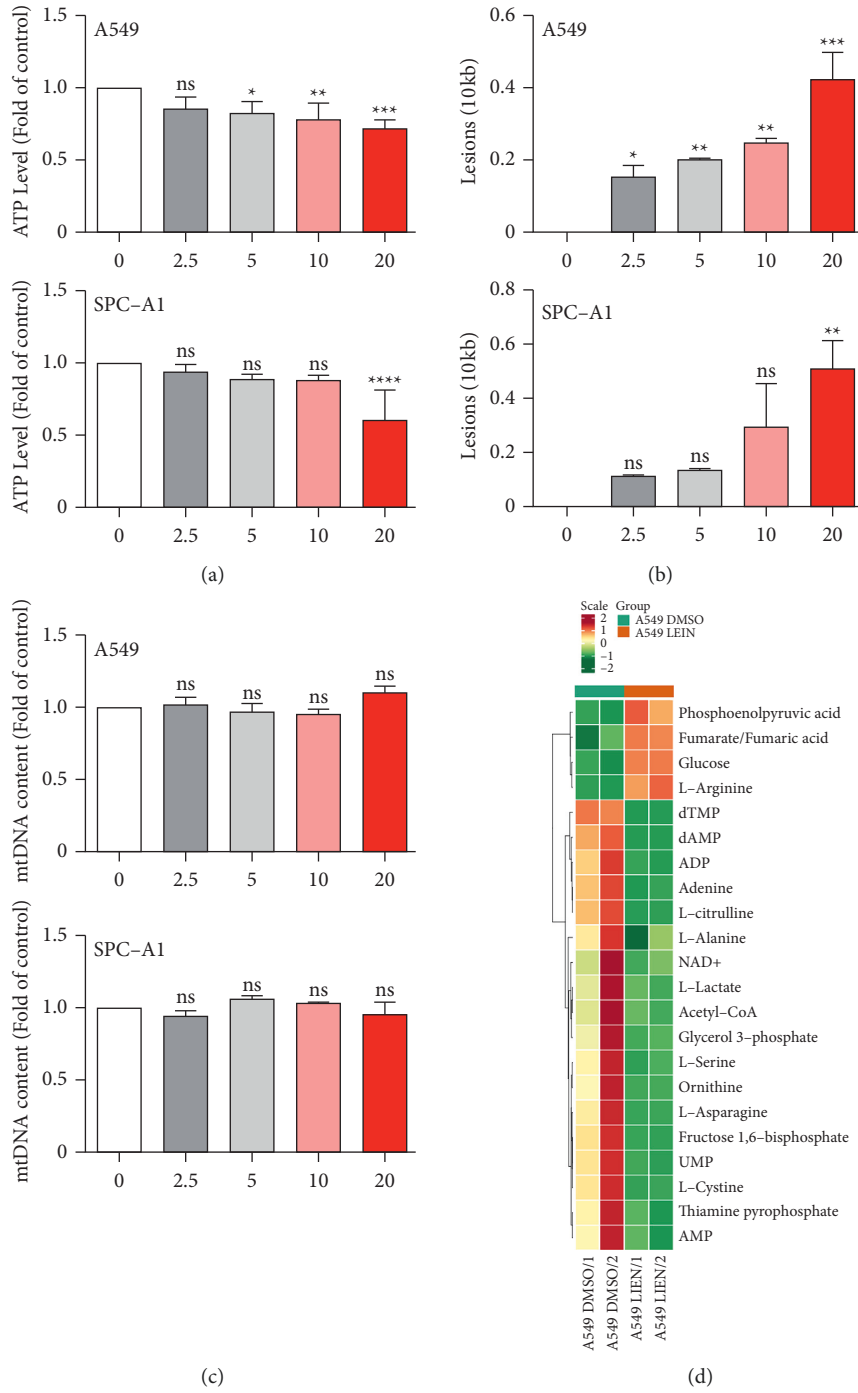 A549
ATP Level (Fold of control)
1.5
1.0
0.5
0
ns
*
**
***
0 2.5 5 10 20
SPC–A1
ATP Level (Fold of control)
1.5
1.0
0.5
0
ns
ns
ns
****
0 2.5 5 10 20
(a)
A549
Lesions (10kb)
0.6
0.4
0.2
0
*
**
**
***
0 2.5 5 10 20
SPC–A1
Lesions (10kb)
0.8
0.6
0.4
0.2
0
ns
ns
ns
**
0 2.5 5 10 20
(b)
A549
mtDNA content (Fold of control)
1.5
1.0
0.5
0
ns
ns
ns
ns
0 2.5 5 10 20
SPC–A1
mtDNA content (Fold of control)
1.5
1.0
0.5
0
ns
ns
ns
ns
0 2.5 5 10 20
(c)
Scale
2
1
0
–1
–2
Group
A549 DMSO
A549 LEIN
Phosphoenolpyruvic acid
Fumarate/Fumaric acid
Glucose
L–Arginine
dTMP
dAMP
ADP
Adenine
L–citrulline
L–Alanine
NAD+
L–Lactate
Acetyl–CoA
Glycerol 3–phosphate
L–Serine
Ornithine
L–Asparagine
Fructose 1,6–bisphosphate
UMP
L–Cystine
Thiamine pyrophosphate
AMP
A549 DMSO/1
A549 DMSO/2
A549 LIEN/1
A549 LIEN/2
(d)